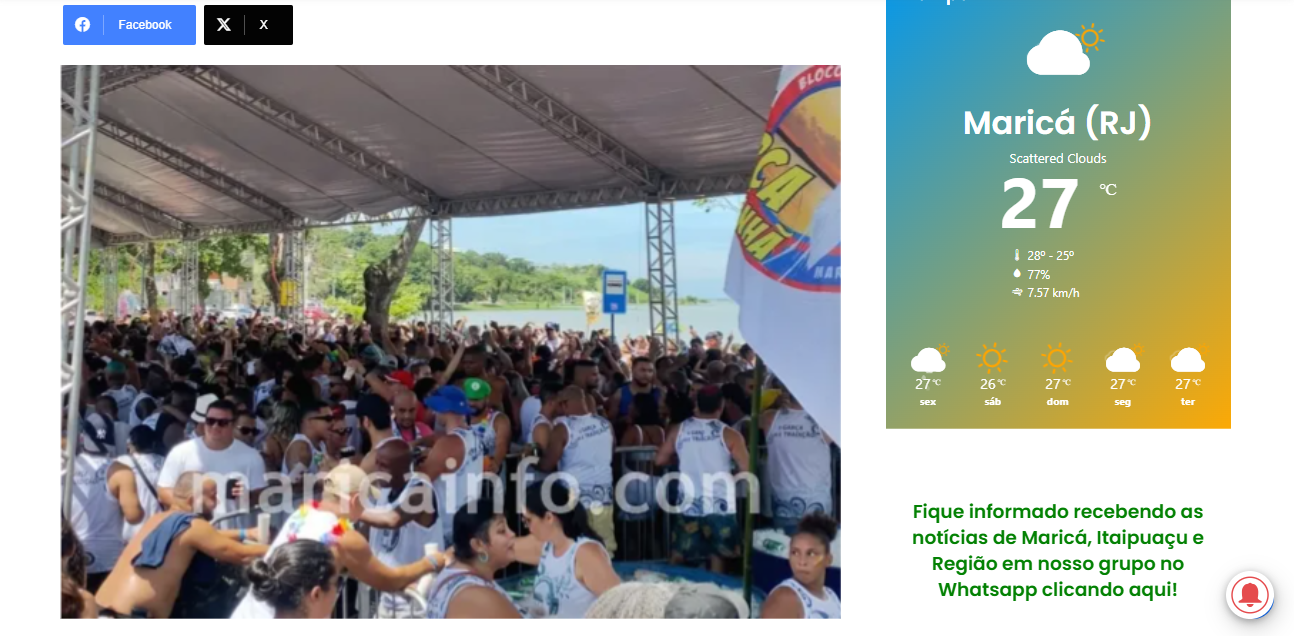 Facebook
X
BLOCO
MAR
maricainfo.com
Maricá (RJ)
Scattered Clouds
27 °C
28º - 25º
77%
7.57 km/h
27 °C
26 °C
27 °C
27 °C
27 °C
sex
sáb
dom
seg
ter
Fique informado recebendo as
notícias de Maricá, Itaipuaçu e
Região em nosso grupo no
Whatsapp clicando aqui!